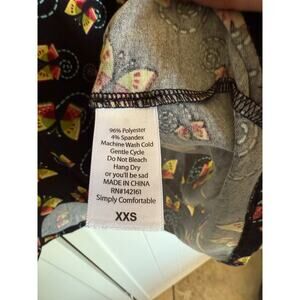 96% Polyester
4% Spandex
Machine Wash Cold
Gentle Cycle
Do Not Bleach
Hang Dry
or you'll be sad
MADE IN CHINA
RN#142161
Simply Comfortable
XXS